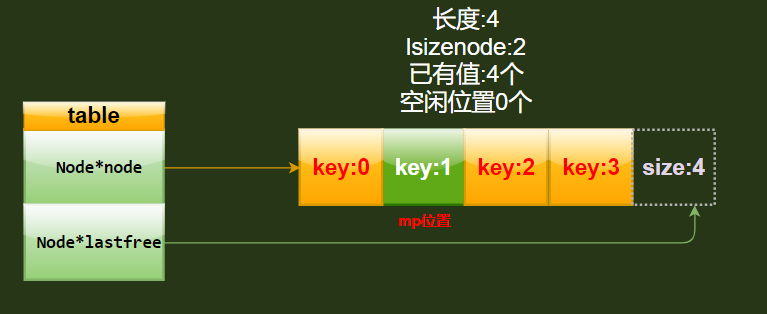 长度:4
lsizenode:2
已有值:4个
空闲位置0个
table
Node*node
Node*lastfree
key:0
key:1
key:2
key:3
size:4
mp位置